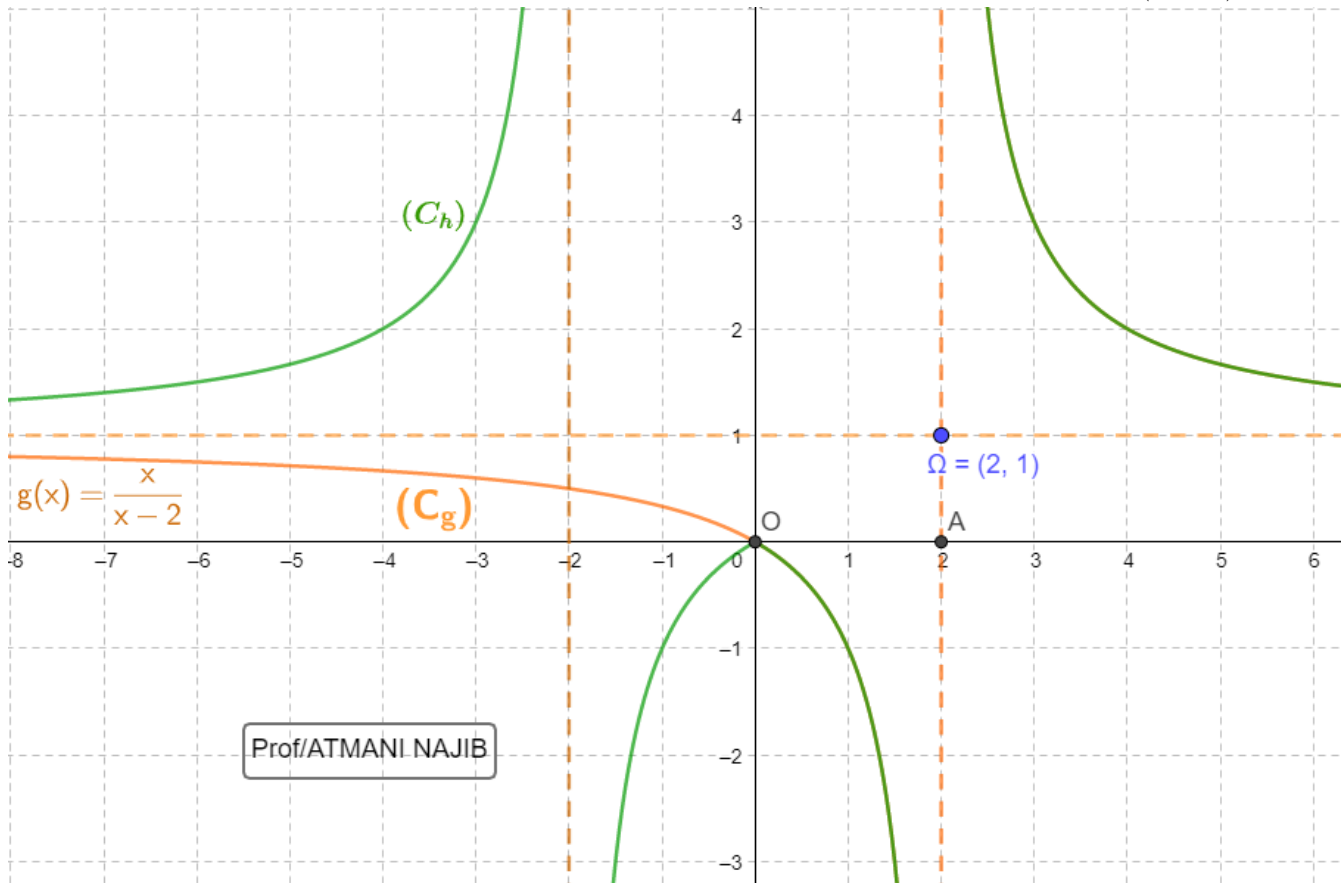 4
(C_h)
3
2
1
Ω = (2, 1)
g(x) = x/(x − 2)
(C_g)
O
A
−8 −7 −6 −5 −4 −3 −2 −1 0 1 2 3 4 5 6
−1
Prof/ATMANI NAJIB
−2
−3